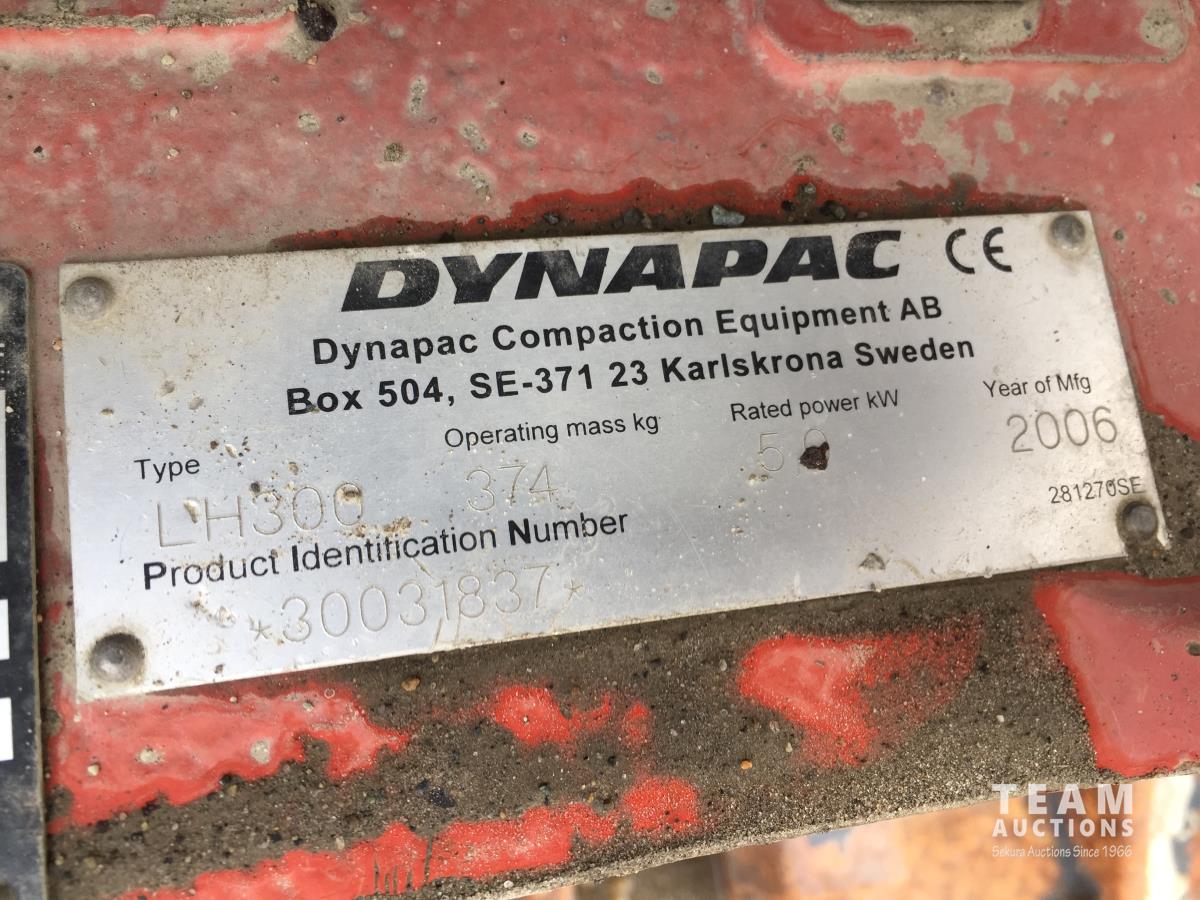 DYNAPAC CE
Dynapac Compaction Equipment AB
Box 504, SE-371 23 Karlskrona Sweden
Type Operating mass kg Rated power kW Year of Mfg
LH300 374 2006
281270SE
Product Identification Number
*30031837*
TEAM
AUCTIONS
Sekura Auctions Since 1966